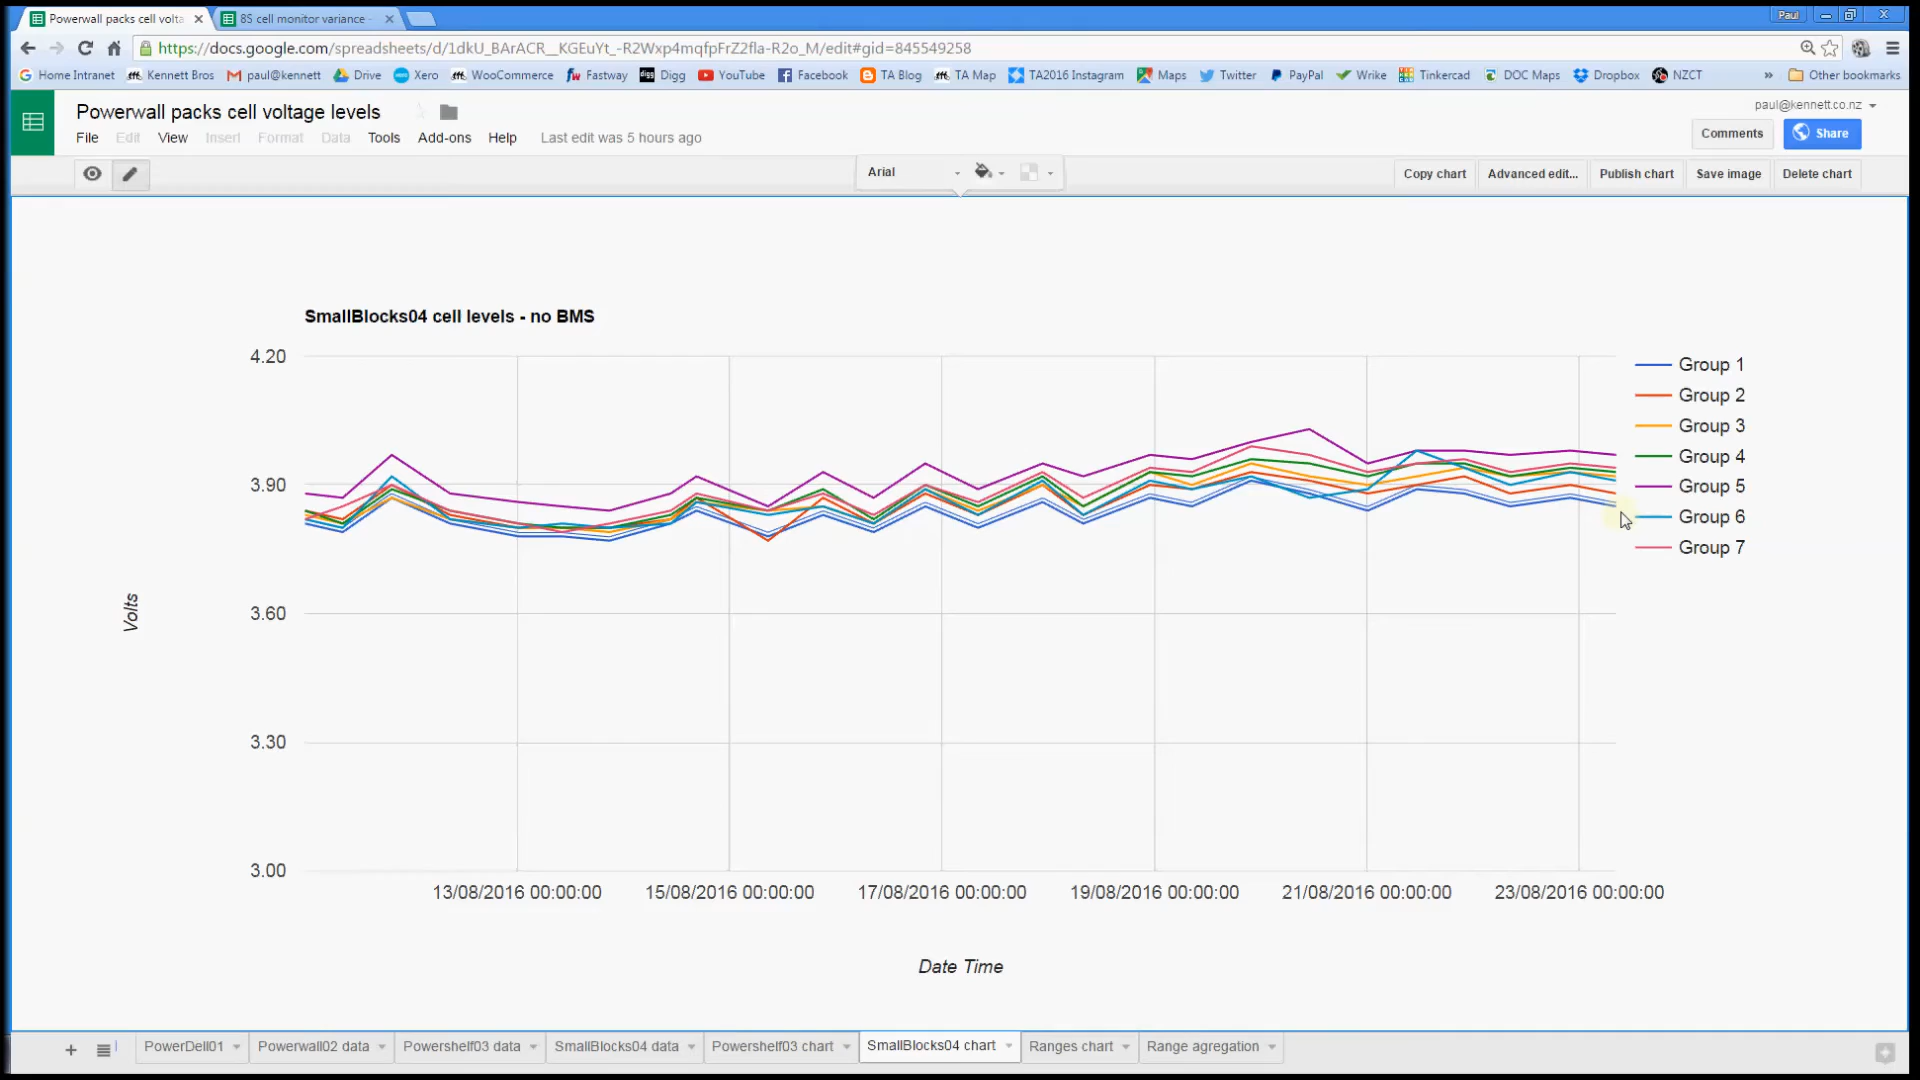 Powerwall packs cell volta
8S cell monitor variance -
Paul
https://docs.google.com/spreadsheets/d/1dkU_BArACR__KGEuYt_-R2Wxp4mqfpFrZ2fla-R2o_M/edit#gid=845549258
Home Intranet Kennett Bros paul@kennett Drive Xero WooCommerce Fastway Digg YouTube Facebook TA Blog TA Map TA2016 Instagram Maps Twitter PayPal Wrike Tinkercad DOC Maps Dropbox NZCT » Other bookmarks
Powerwall packs cell voltage levels
paul@kennett.co.nz
File Edit View Insert Format Data Tools Add-ons Help Last edit was 5 hours ago
Comments Share
Arial
Copy chart Advanced edit... Publish chart Save image Delete chart
SmallBlocks04 cell levels - no BMS
4.20
3.90
3.60
3.30
3.00
Volts
Group 1
Group 2
Group 3
Group 4
Group 5
Group 6
Group 7
13/08/2016 00:00:00 15/08/2016 00:00:00 17/08/2016 00:00:00 19/08/2016 00:00:00 21/08/2016 00:00:00 23/08/2016 00:00:00
Date Time
PowerDell01 Powerwall02 data Powershelf03 data SmallBlocks04 data Powershelf03 chart SmallBlocks04 chart Ranges chart Range agregation